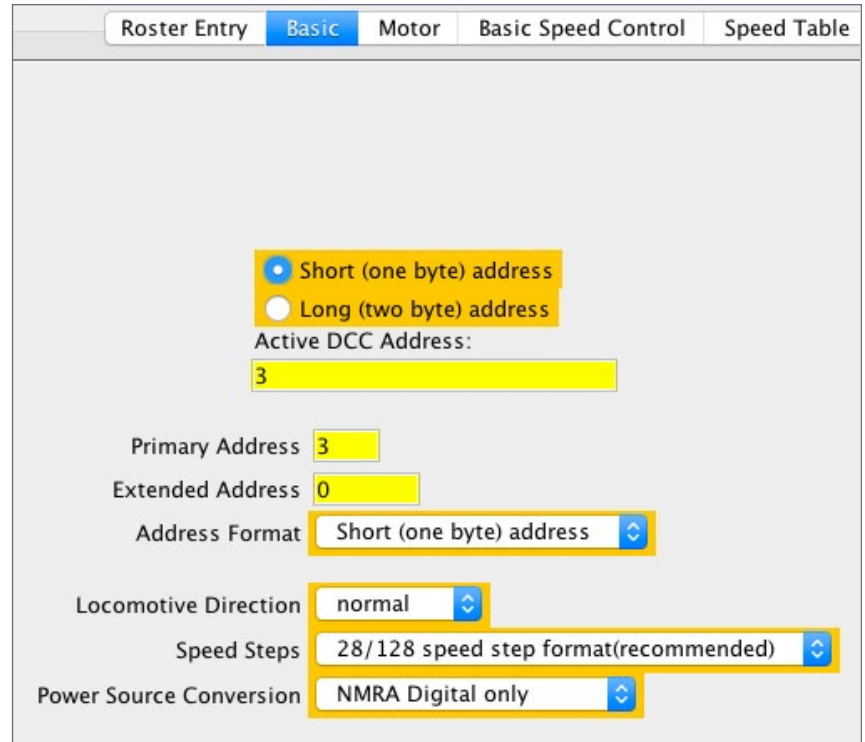 Roster Entry Basic Motor Basic Speed Control Speed Table
Short (one byte) address
Long (two byte) address
Active DCC Address:
3
Primary Address 3
Extended Address 0
Address Format Short (one byte) address
Locomotive Direction normal
Speed Steps 28/128 speed step format(recommended)
Power Source Conversion NMRA Digital only